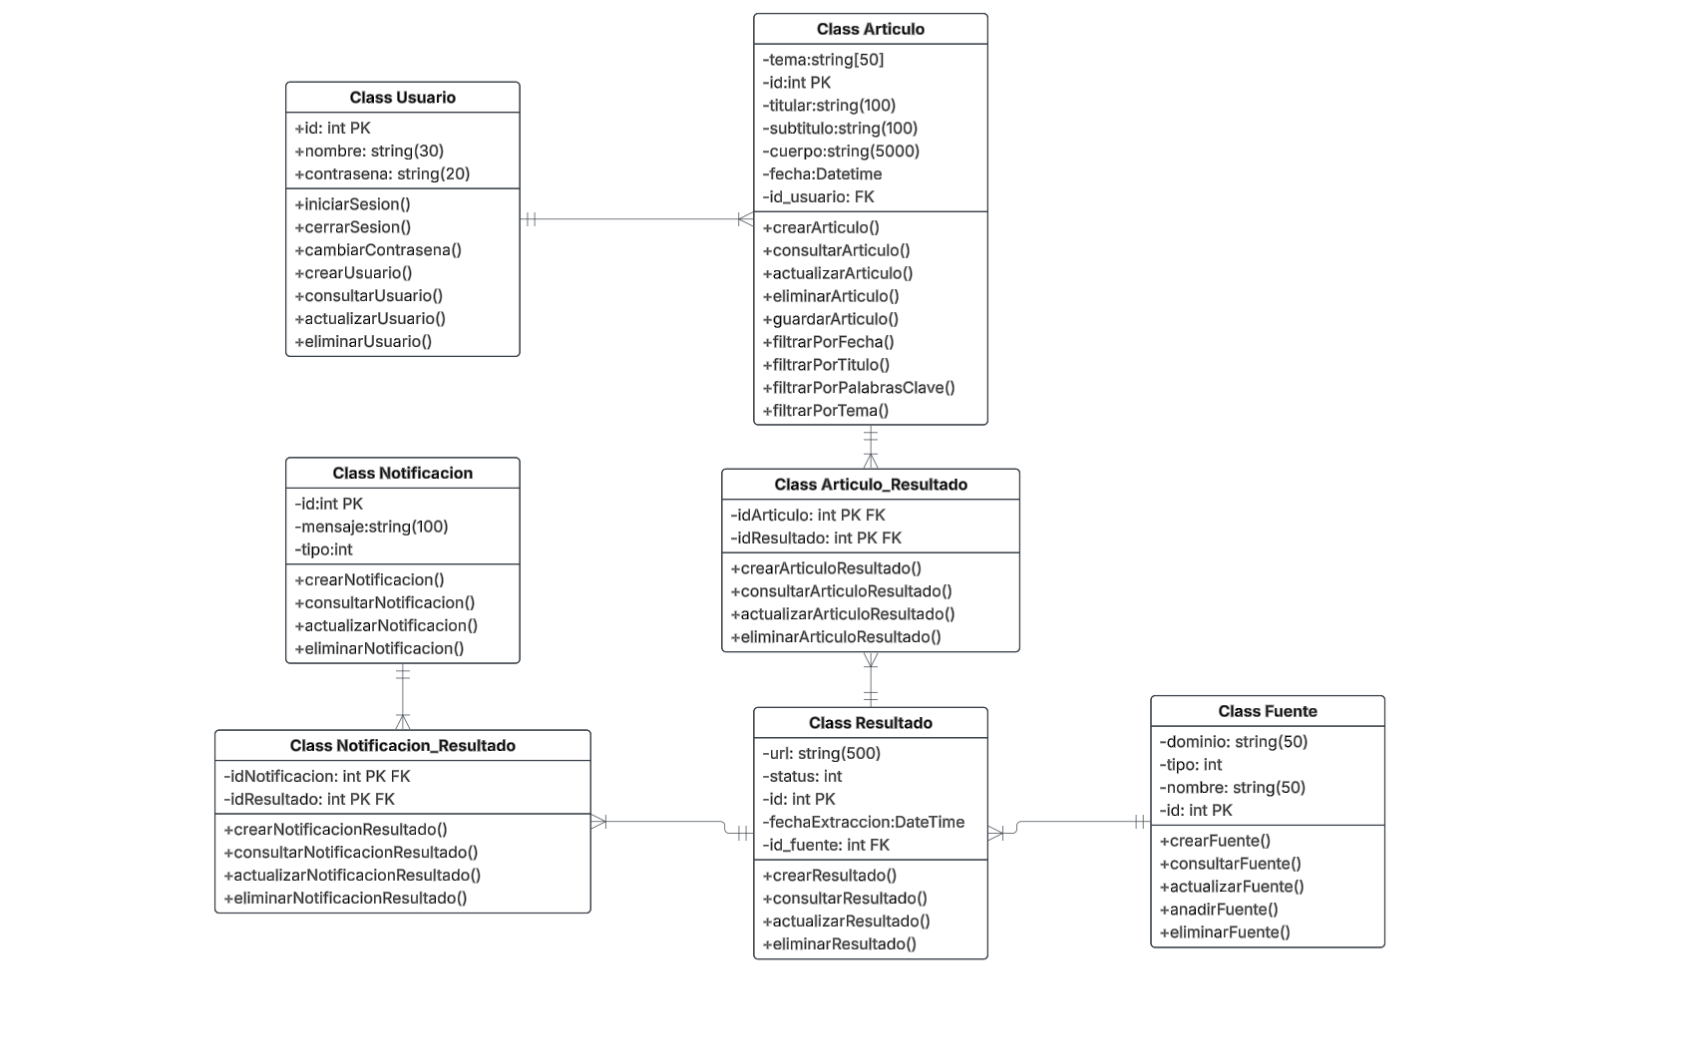 Class Articulo
-tema:string[50]
-id:int PK
-titular:string(100)
-subtitulo:string(100)
-cuerpo:string(5000)
-fecha:Datetime
-id_usuario: FK
+crearArticulo()
+consultarArticulo()
+actualizarArticulo()
+eliminarArticulo()
+guardarArticulo()
+filtrarPorFecha()
+filtrarPorTitulo()
+filtrarPorPalabrasClave()
+filtrarPorTema()
Class Usuario
+id: int PK
+nombre: string(30)
+contrasena: string(20)
+iniciarSesion()
+cerrarSesion()
+cambiarContrasena()
+crearUsuario()
+consultarUsuario()
+actualizarUsuario()
+eliminarUsuario()
Class Notificacion
-id:int PK
-mensaje:string(100)
-tipo:int
+crearNotificacion()
+consultarNotificacion()
+actualizarNotificacion()
+eliminarNotificacion()
Class Articulo_Resultado
-idArticulo: int PK FK
-idResultado: int PK FK
+crearArticuloResultado()
+consultarArticuloResultado()
+actualizarArticuloResultado()
+eliminarArticuloResultado()
Class Notificacion_Resultado
-idNotificacion: int PK FK
-idResultado: int PK FK
+crearNotificacionResultado()
+consultarNotificacionResultado()
+actualizarNotificacionResultado()
+eliminarNotificacionResultado()
Class Resultado
-url: string(500)
-status: int
-id: int PK
-fechaExtraccion:DateTime
-id_fuente: int FK
+crearResultado()
+consultarResultado()
+actualizarResultado()
+eliminarResultado()
Class Fuente
-dominio: string(50)
-tipo: int
-nombre: string(50)
-id: int PK
+crearFuente()
+consultarFuente()
+actualizarFuente()
+anadirFuente()
+eliminarFuente()